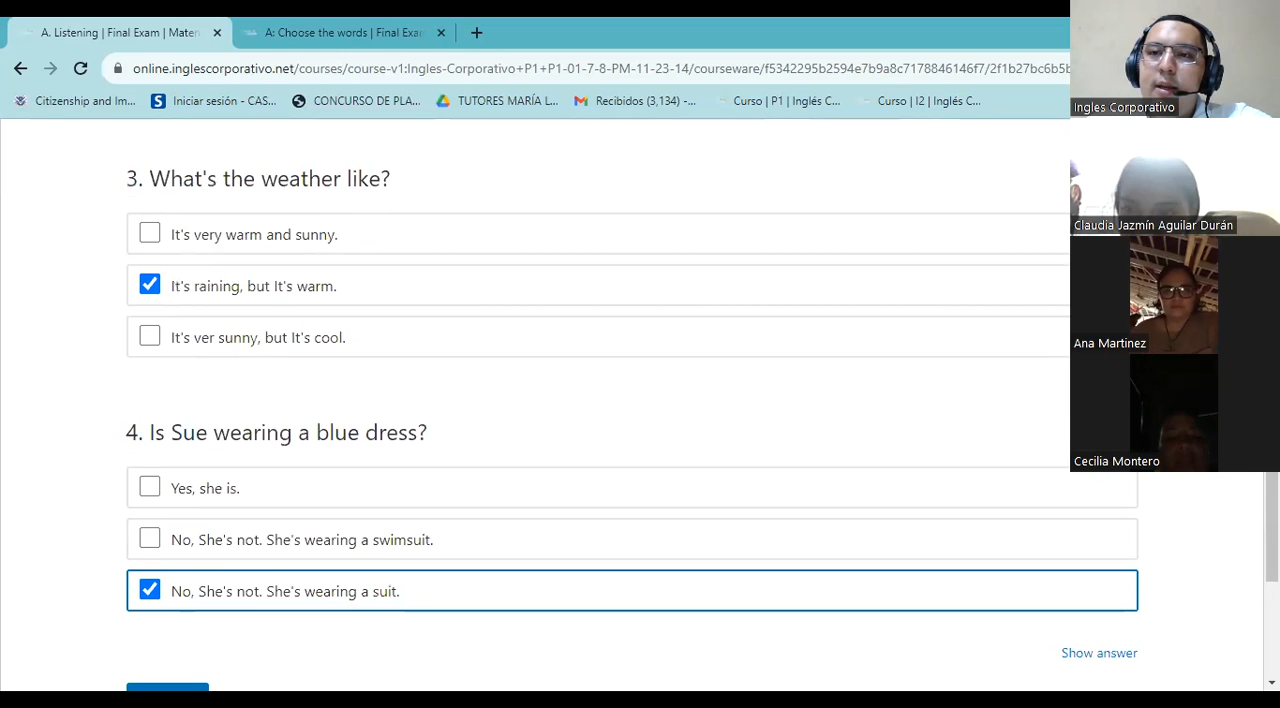 A. Listening | Final Exam | Mater
A: Choose the words | Final Exa
online.inglescorporativo.net/courses/course-v1:Ingles-Corporativo+P1+P1-01-7-8-PM-11-23-14/courseware/f5342295b2594e7b9a8c7178846146f7/2f1b27bc6b5b
Citizenship and Im...
Iniciar sesión - CAS...
CONCURSO DE PLA...
TUTORES MARÍA L...
Recibidos (3,134) -...
Curso | P1 | Inglés C...
Curso | I2 | Inglés C...
Ingles Corporativo
Claudia Jazmín Aguilar Durán
Ana Martinez
Cecilia Montero
3. What's the weather like?
It's very warm and sunny.
It's raining, but It's warm.
It's ver sunny, but It's cool.
4. Is Sue wearing a blue dress?
Yes, she is.
No, She's not. She's wearing a swimsuit.
No, She's not. She's wearing a suit.
Show answer